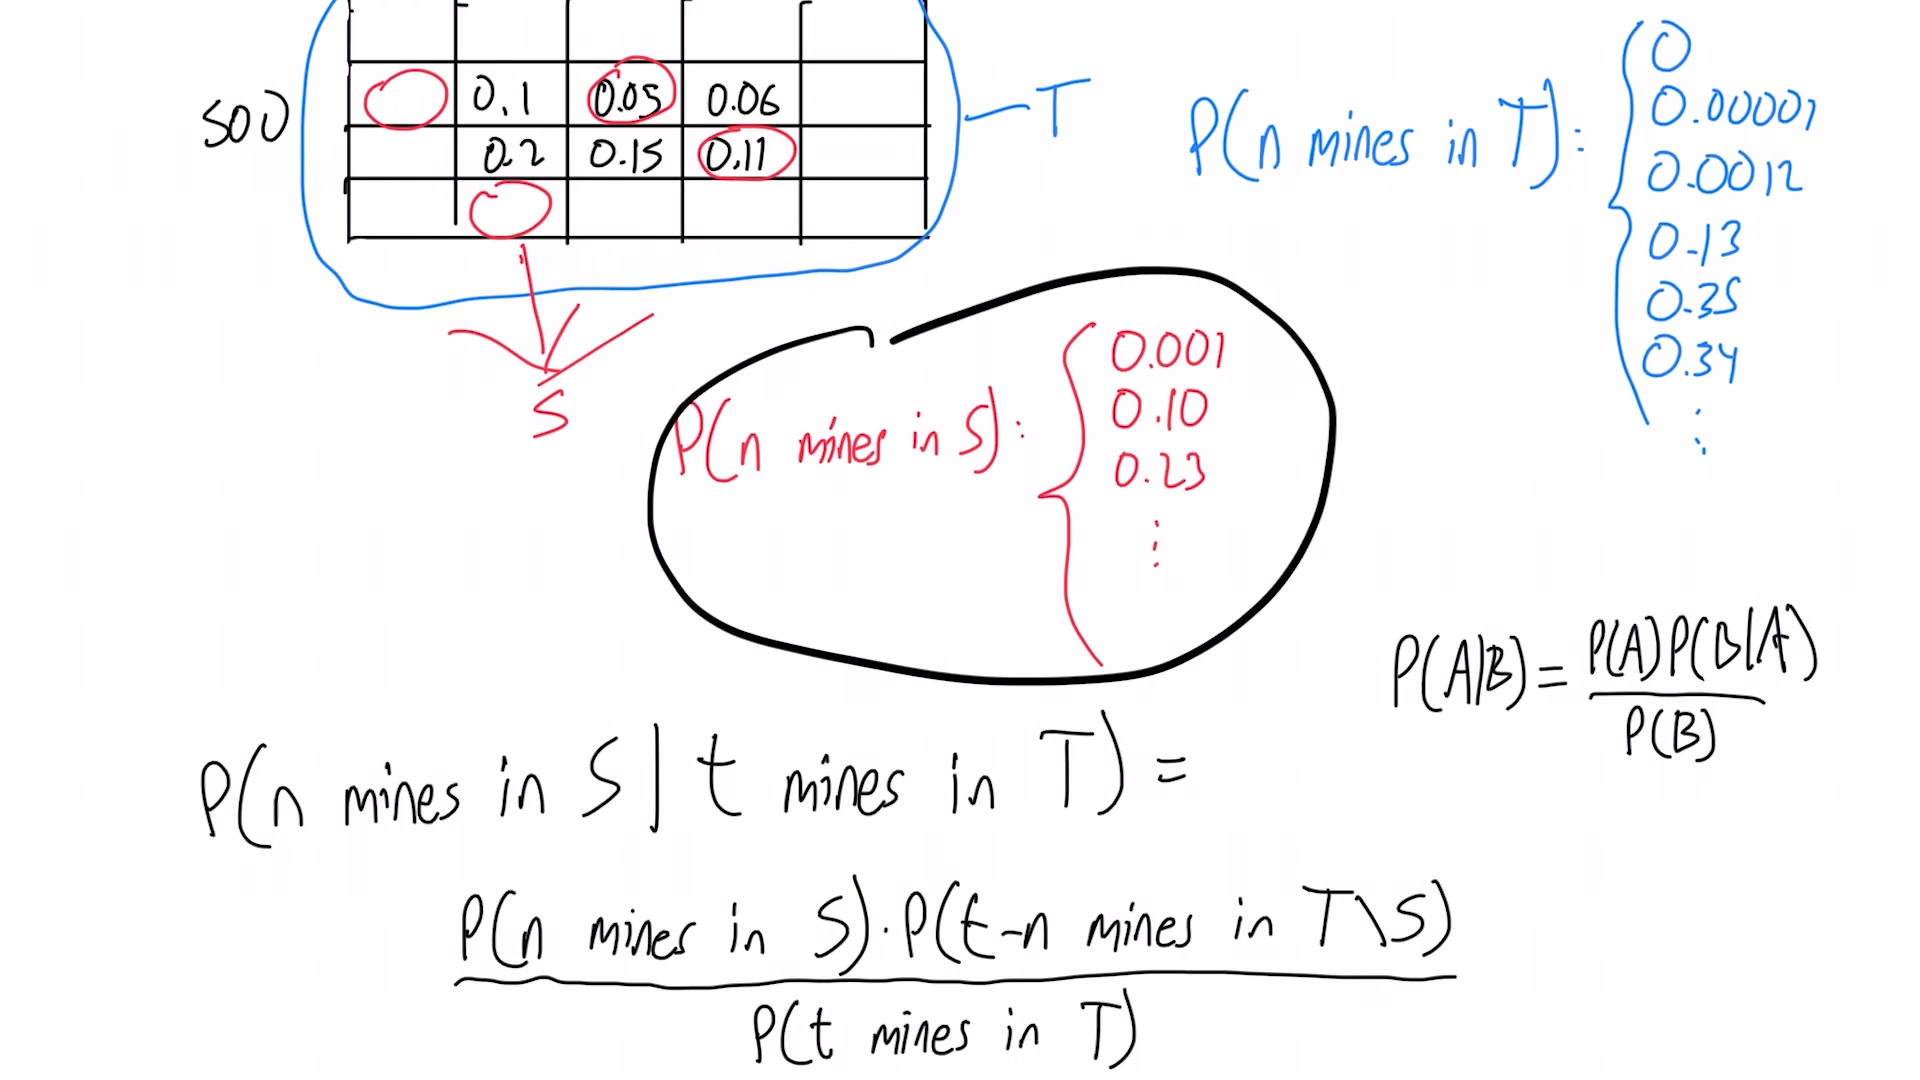 500
0.1 0.05 0.06
0.2 0.15 0.11
T
S
P(n mines in T):
0
0.00001
0.0012
0.13
0.35
0.34
⋮
P(n mines in S):
0.001
0.10
0.23
⋮
P(A|B) = P(A)P(B|A)
P(B)
P(n mines in S | t mines in T) =
P(n mines in S) · P(t-n mines in T\S)
P(t mines in T)